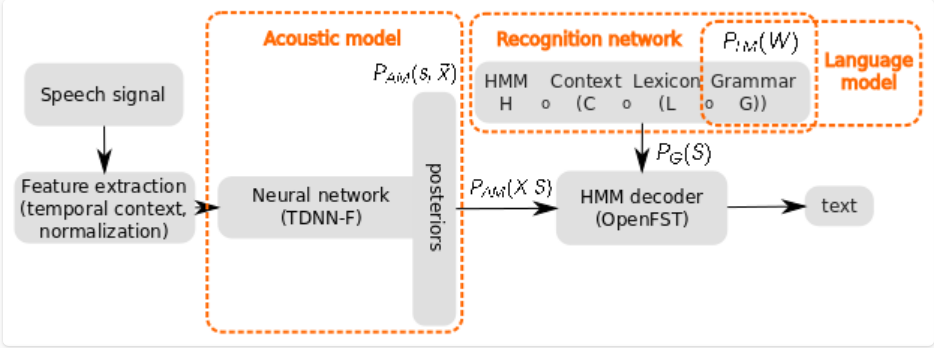 Acoustic model
Recognition network
P_LM(W)
Language
model
P_AM(s, x⃗)
HMM Context Lexicon Grammar
H o (C o (L o G))
Speech signal
P_G(S)
Feature extraction
(temporal context,
normalization)
Neural network
(TDNN-F)
posteriors
P_AM(X S)
HMM decoder
(OpenFST)
text